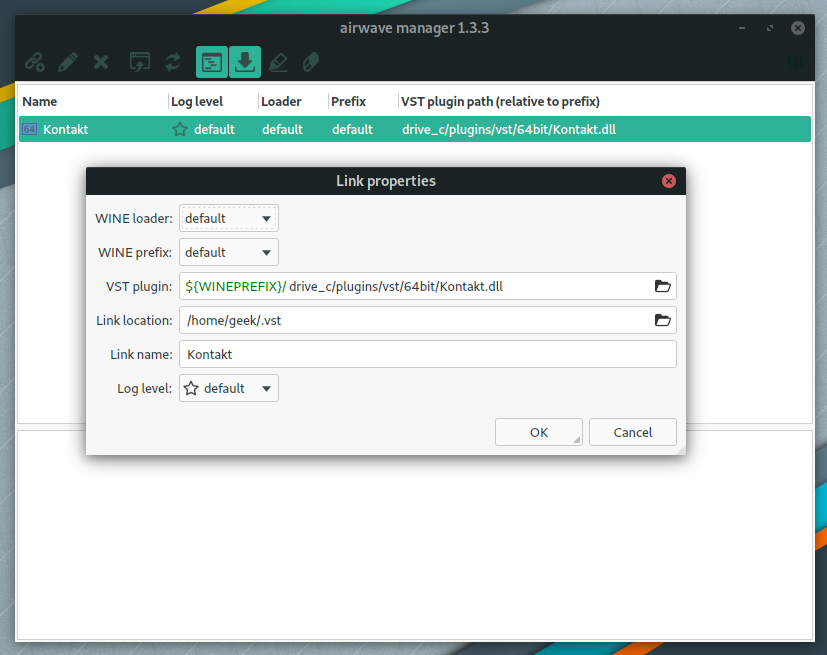 airwave manager 1.3.3
Name Log level Loader Prefix VST plugin path (relative to prefix)
64 Kontakt default default default drive_c/plugins/vst/64bit/Kontakt.dll
Link properties
WINE loader: default
WINE prefix: default
VST plugin: ${WINEPREFIX}/ drive_c/plugins/vst/64bit/Kontakt.dll
Link location: /home/geek/.vst
Link name: Kontakt
Log level: default
OK Cancel